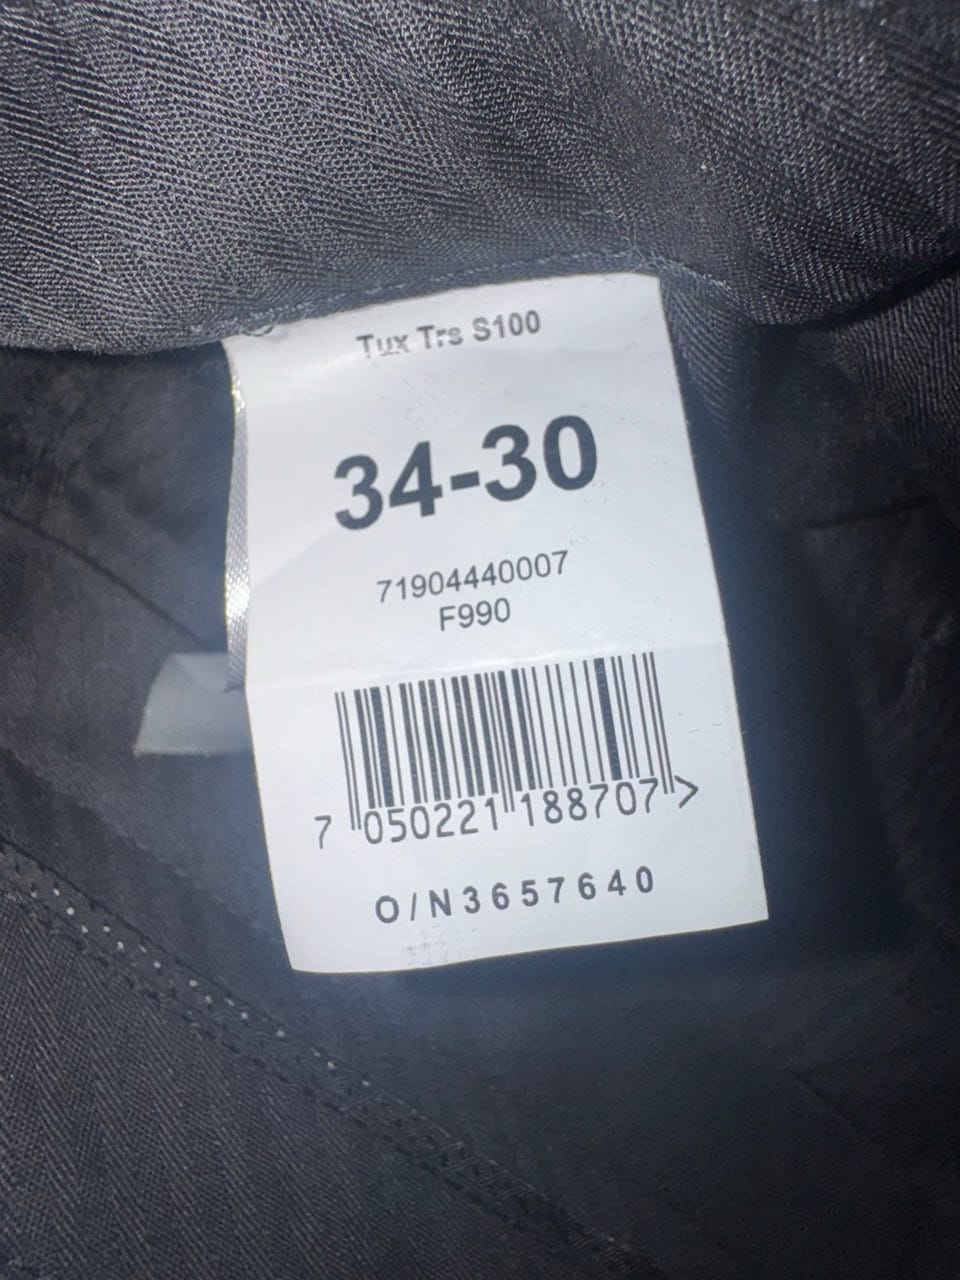 Tux Trs S100
34-30
71904440007
F990
7 050221 188707 >
O/N3657640